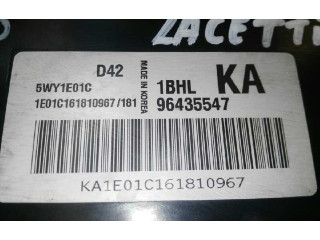 LACETTI
D42
5WY1E01C
1E01C161810967/181
MADE IN KOREA
1BHL
KA
96435547
KA1E01C161810967